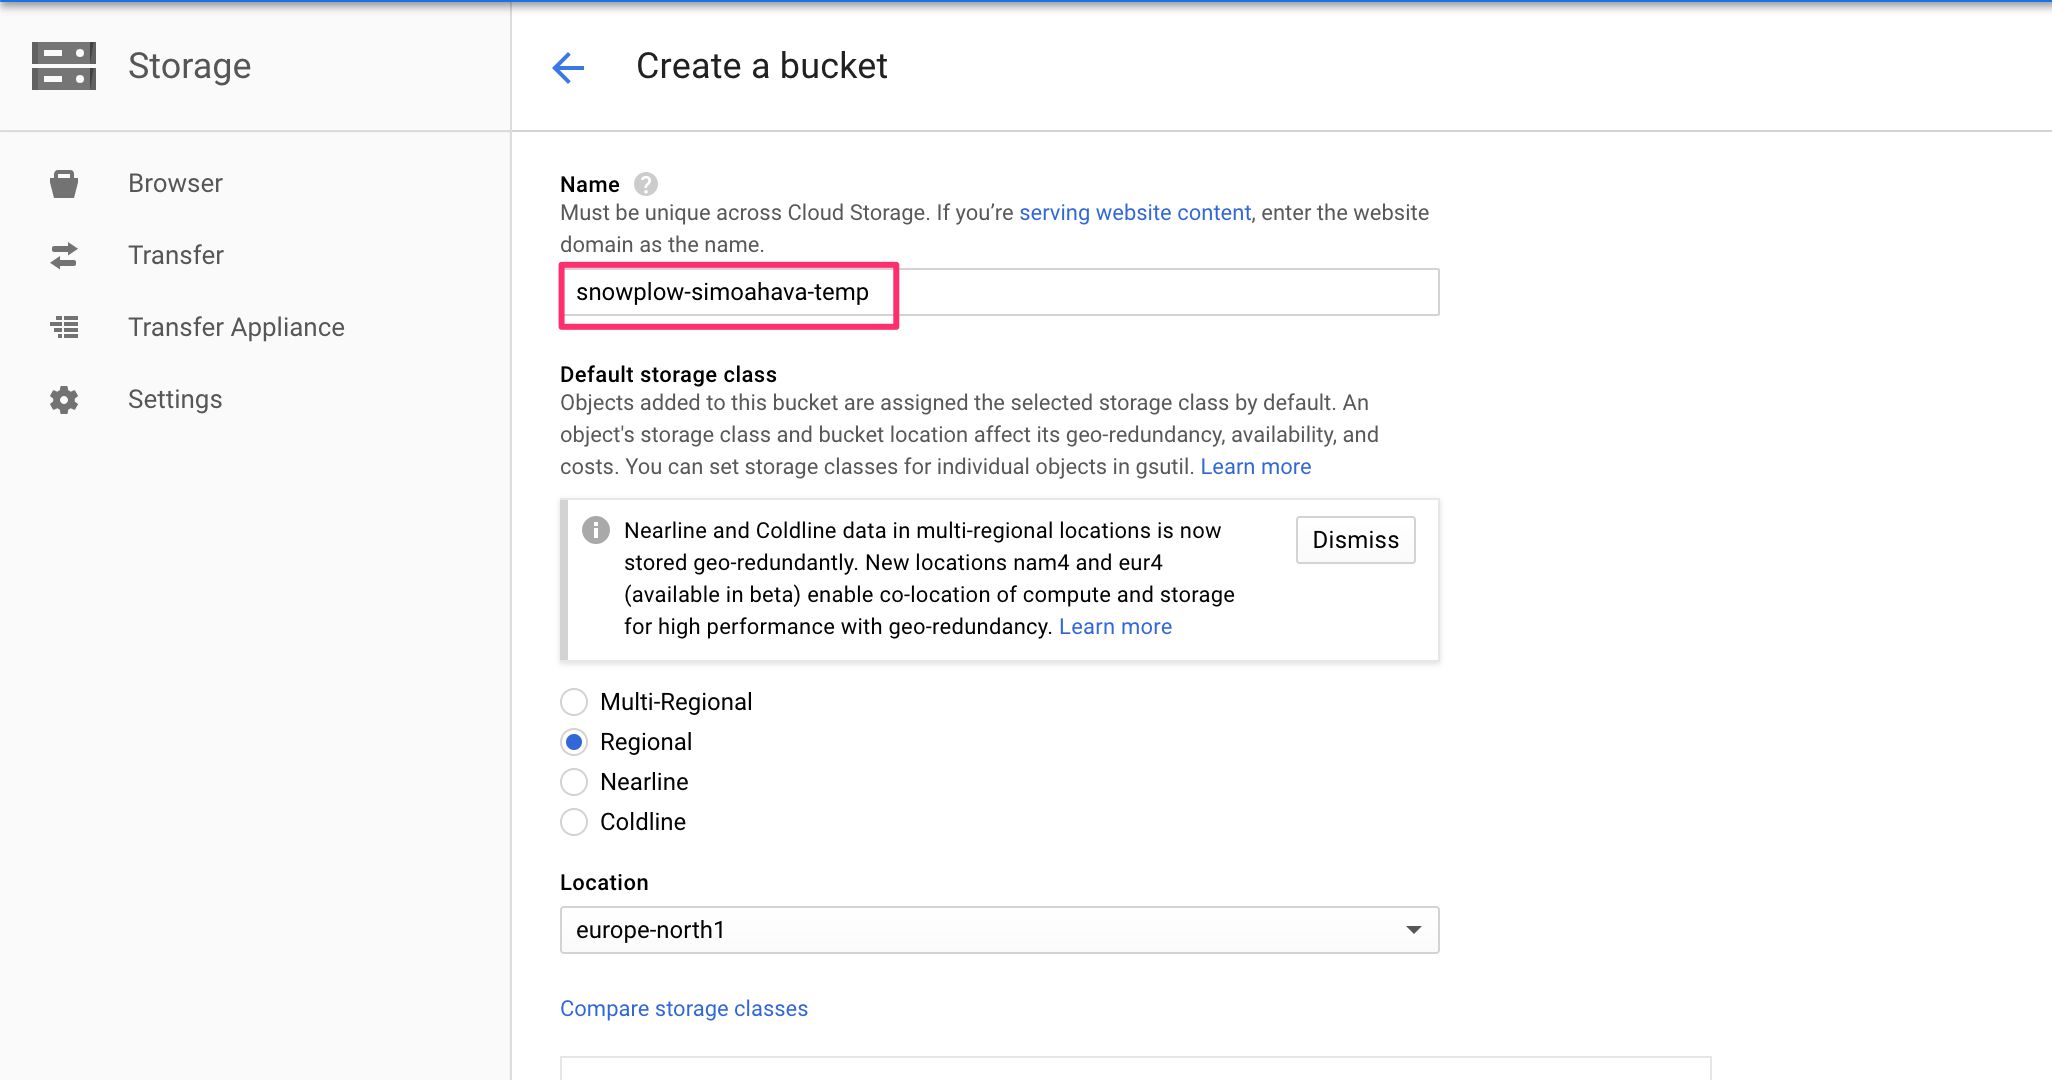 Storage
Create a bucket
Browser
Transfer
Transfer Appliance
Settings
Name
Must be unique across Cloud Storage. If you’re serving website content, enter the website
domain as the name.
snowplow-simoahava-temp
Default storage class
Objects added to this bucket are assigned the selected storage class by default. An
object's storage class and bucket location affect its geo-redundancy, availability, and
costs. You can set storage classes for individual objects in gsutil. Learn more
Nearline and Coldline data in multi-regional locations is now
stored geo-redundantly. New locations nam4 and eur4
(available in beta) enable co-location of compute and storage
for high performance with geo-redundancy. Learn more
Dismiss
Multi-Regional
Regional
Nearline
Coldline
Location
europe-north1
Compare storage classes